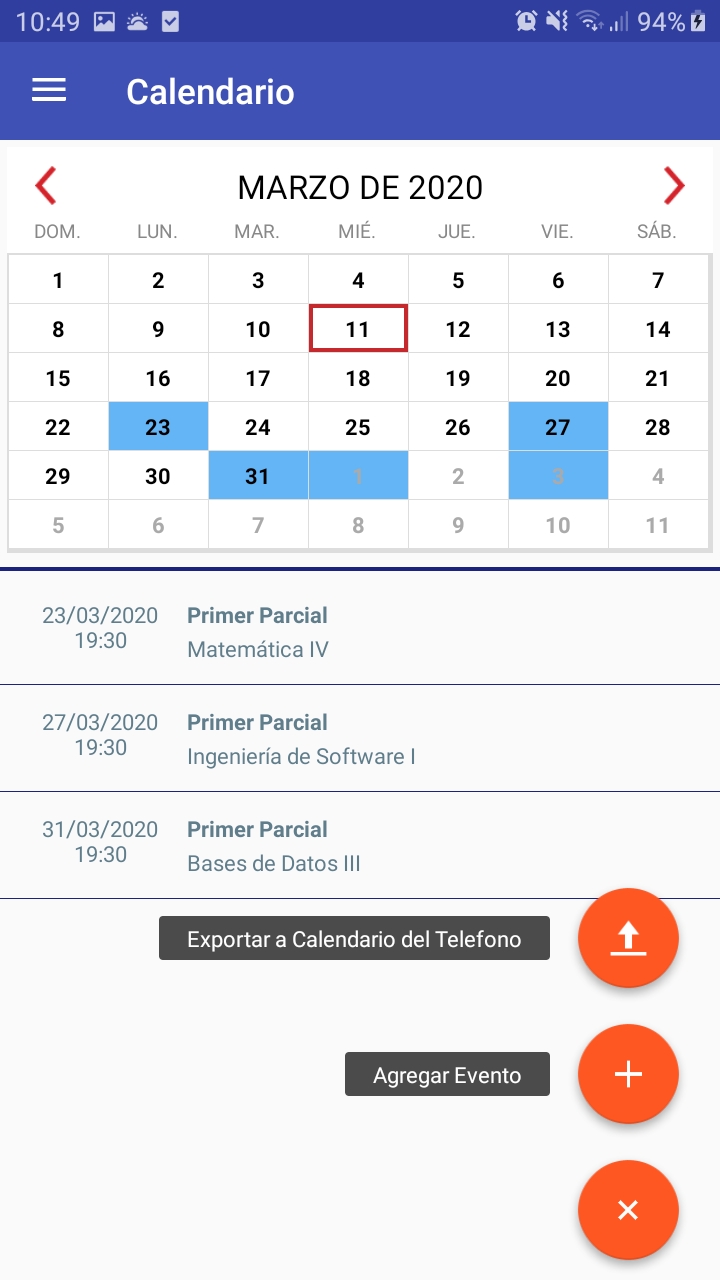 10:49 94%
Calendario
MARZO DE 2020
DOM. LUN. MAR. MIÉ. JUE. VIE. SÁB.
1 2 3 4 5 6 7
8 9 10 11 12 13 14
15 16 17 18 19 20 21
22 23 24 25 26 27 28
29 30 31 1 2 3 4
5 6 7 8 9 10 11
23/03/2020 Primer Parcial
19:30 Matemática IV
27/03/2020 Primer Parcial
19:30 Ingeniería de Software I
31/03/2020 Primer Parcial
19:30 Bases de Datos III
Exportar a Calendario del Telefono
Agregar Evento